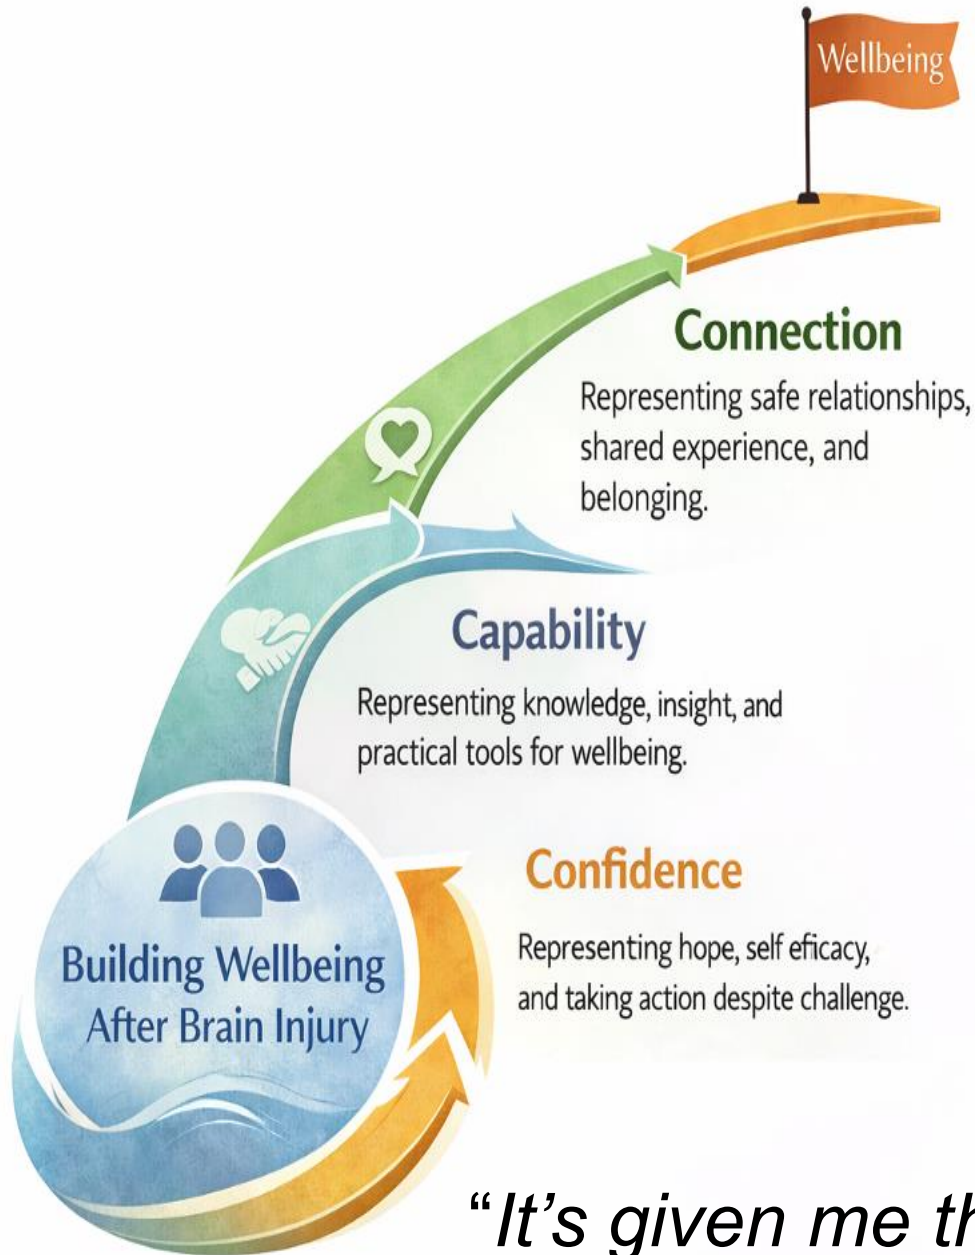 Wellbeing
Connection
Representing safe relationships,
shared experience, and
belonging.
Capability
Representing knowledge, insight, and
practical tools for wellbeing.
Confidence
Representing hope, self eficacy,
and taking action despite challenge.
Building Wellbeing
After Brain Injury
“It’s given me